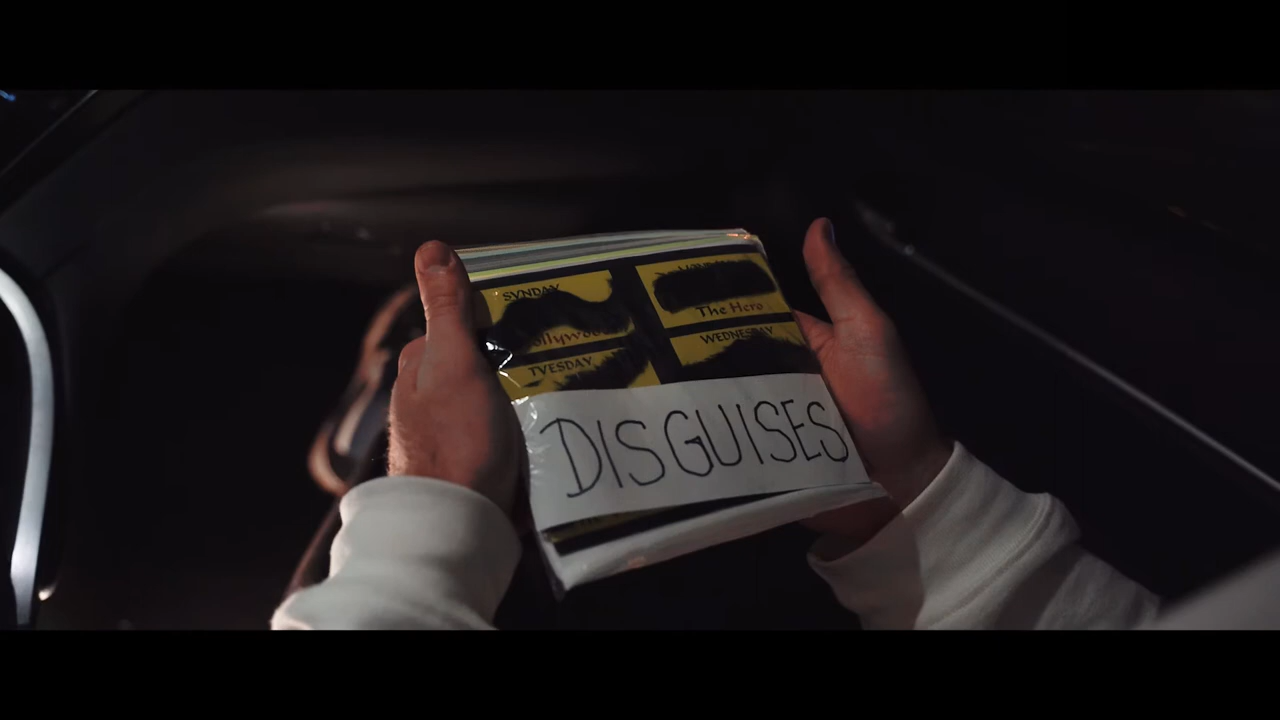 SVNDAY
The Hero
TVESDAY
WEDNESDAY
DISGUISES